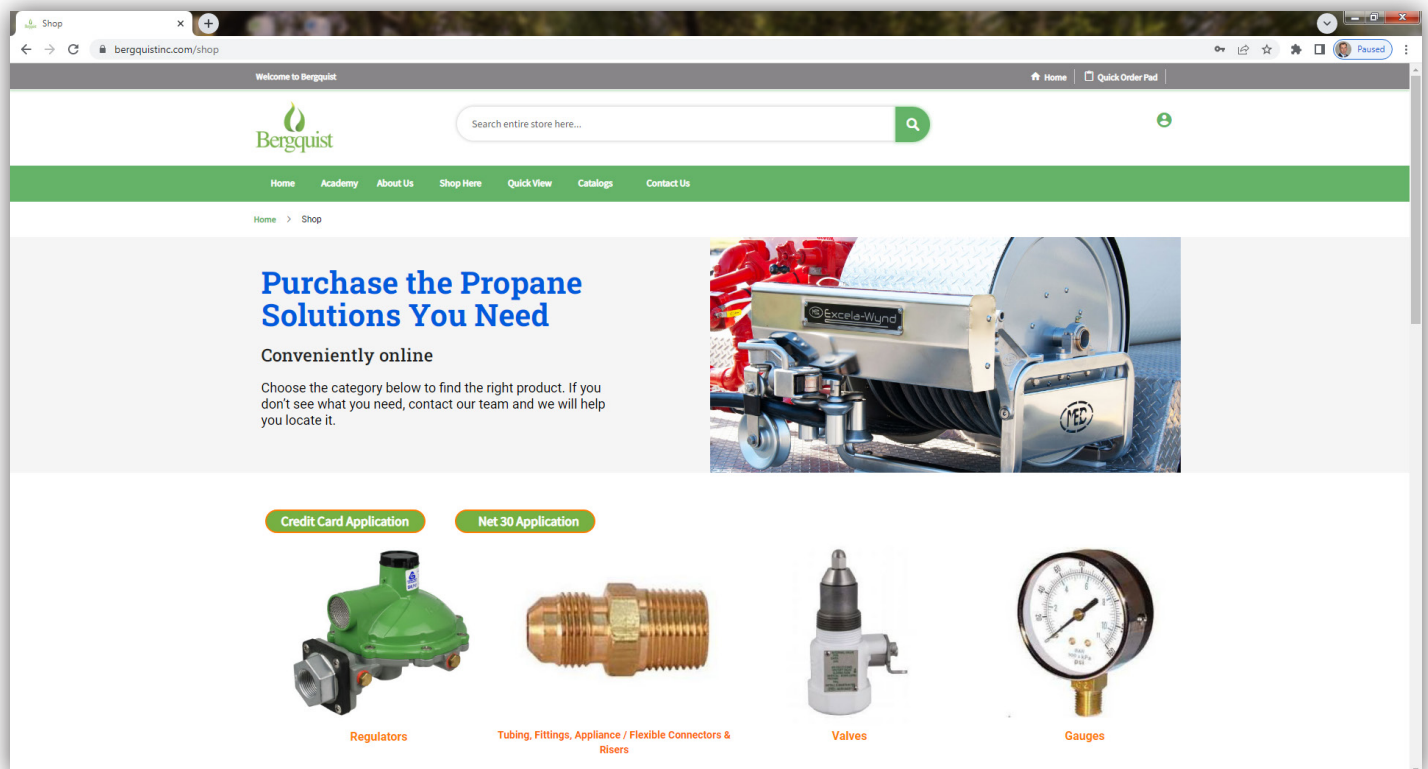 Shop
bergquistinc.com/shop
Paused
Welcome to Bergquist
Home
Quick Order Pad
Bergquist
Search entire store here...
Home
Academy
About Us
Shop Here
Quick View
Catalogs
Contact Us
Home > Shop
Purchase the Propane
Solutions You Need
Conveniently online
Choose the category below to find the right product. If you
don't see what you need, contact our team and we will help
you locate it.
Excela-Wynd
MEC
Credit Card Application
Net 30 Application
psi
Regulators
Tubing, Fittings, Appliance / Flexible Connectors &
Risers
Valves
Gauges